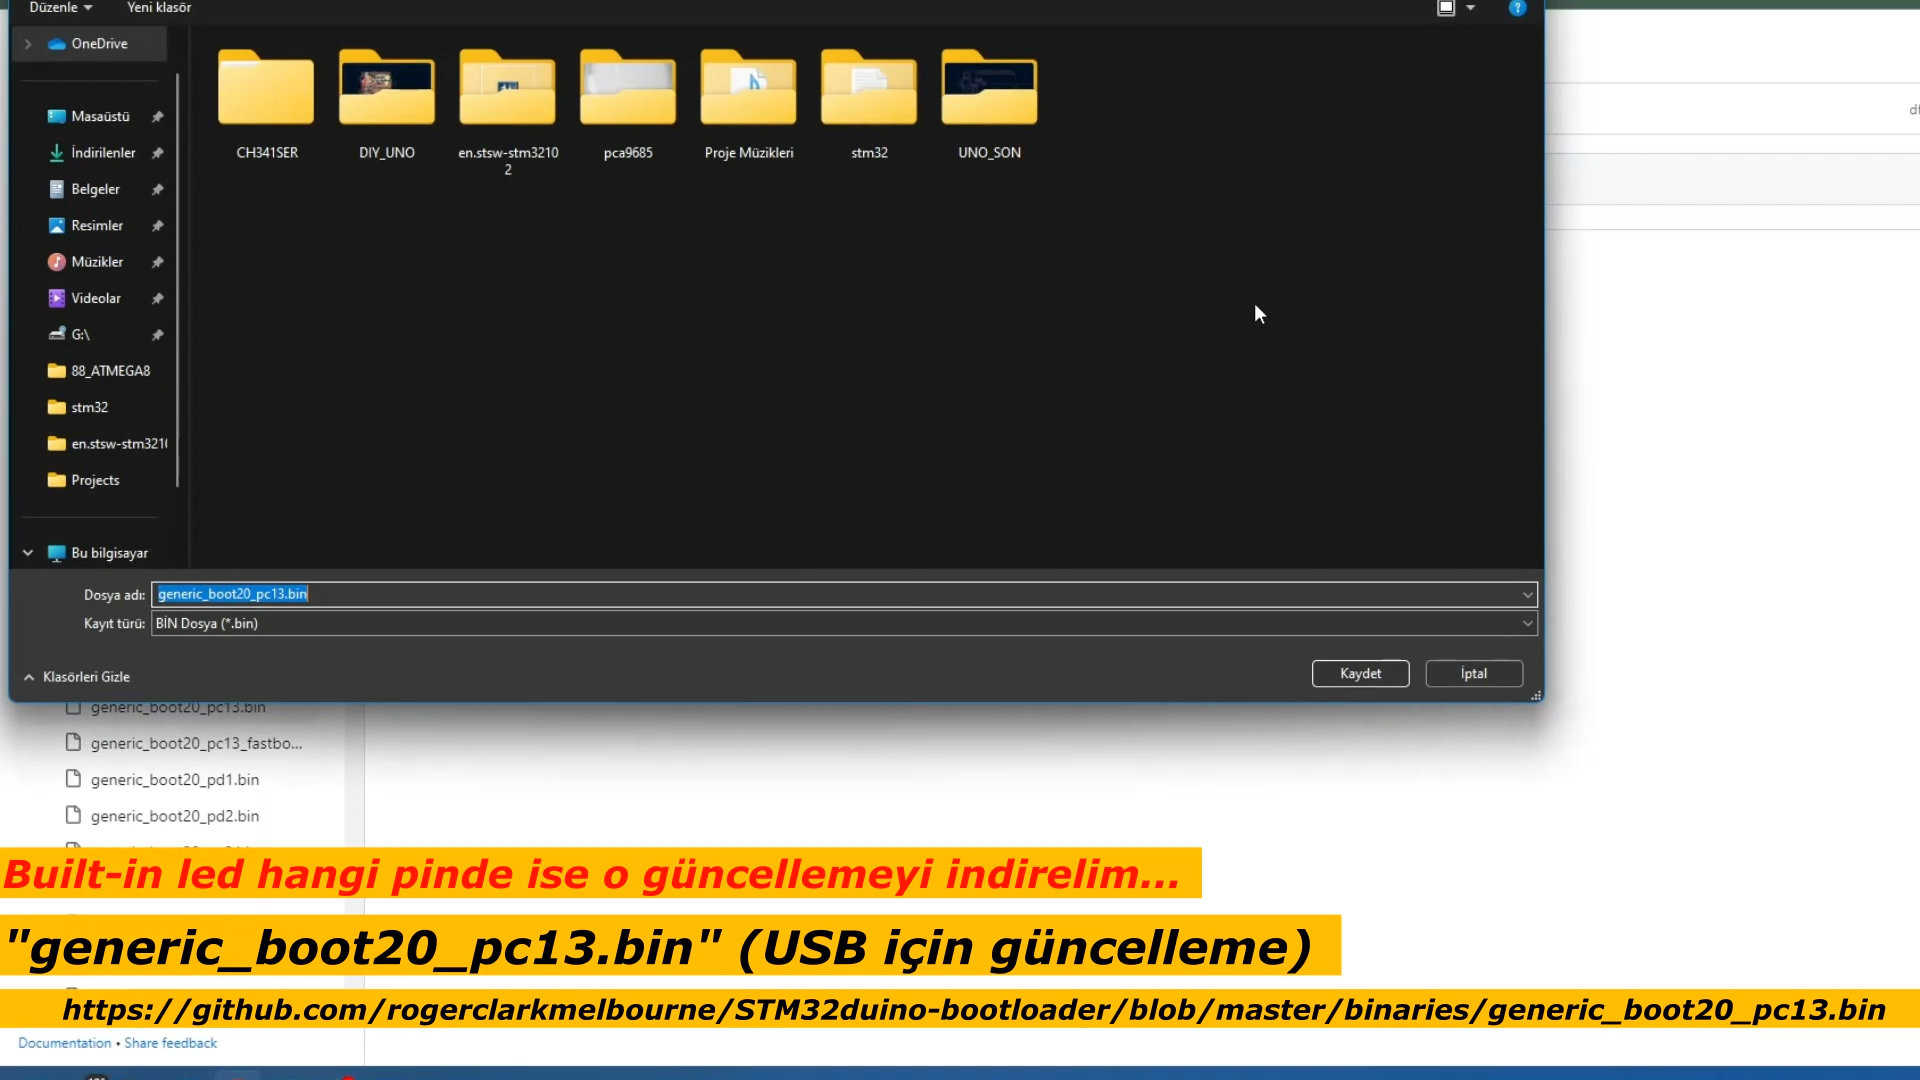 Düzenle
Yeni klasör
OneDrive
Masaüstü
İndirilenler
Belgeler
Resimler
Müzikler
Videolar
G:\
88_ATMEGA8
stm32
en.stsw-stm3210
Projects
Bu bilgisayar
CH341SER
DIY_UNO
en.stsw-stm3210
2
pca9685
Proje Müzikleri
stm32
UNO_SON
Dosya adı: generic_boot20_pc13.bin
Kayıt türü: BİN Dosya (*.bin)
Klasörleri Gizle
Kaydet
İptal
generic_boot20_pc13.bin
generic_boot20_pc13_fastbo...
generic_boot20_pd1.bin
generic_boot20_pd2.bin
Built-in led hangi pinde ise o güncellemeyi indirelim...
"generic_boot20_pc13.bin" (USB için güncelleme)
https://github.com/rogerclarkmelbourne/STM32duino-bootloader/blob/master/binaries/generic_boot20_pc13.bin
Documentation • Share feedback